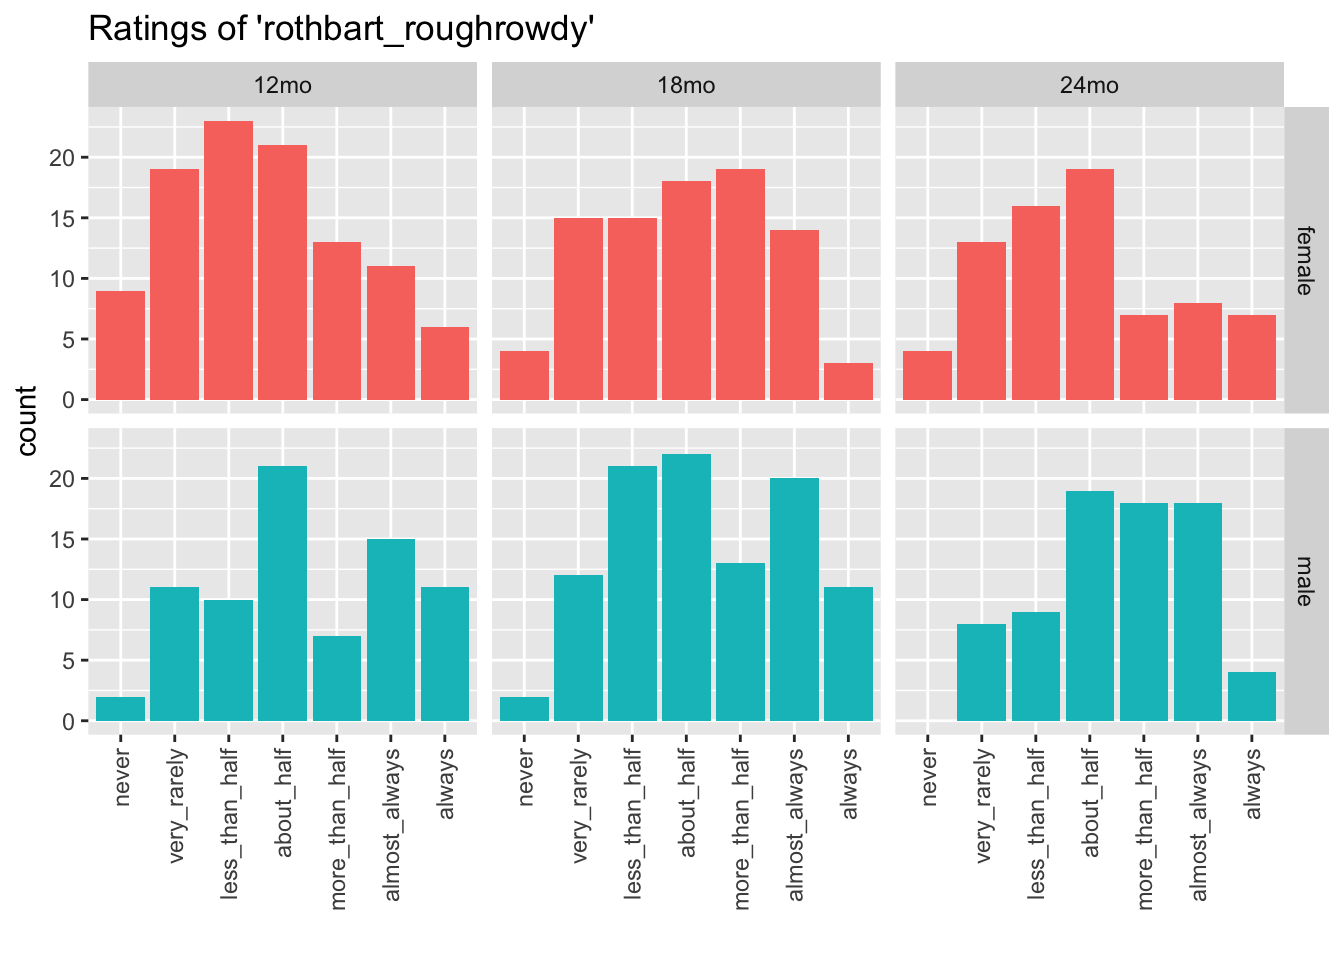 Ratings of 'rothbart_roughrowdy'
12mo
18mo
24mo
count
20
15
10
5
0
female
20
15
10
5
0
male
never
very_rarely
less_than_half
about_half
more_than_half
almost_always
always
never
very_rarely
less_than_half
about_half
more_than_half
almost_always
always
never
very_rarely
less_than_half
about_half
more_than_half
almost_always
always